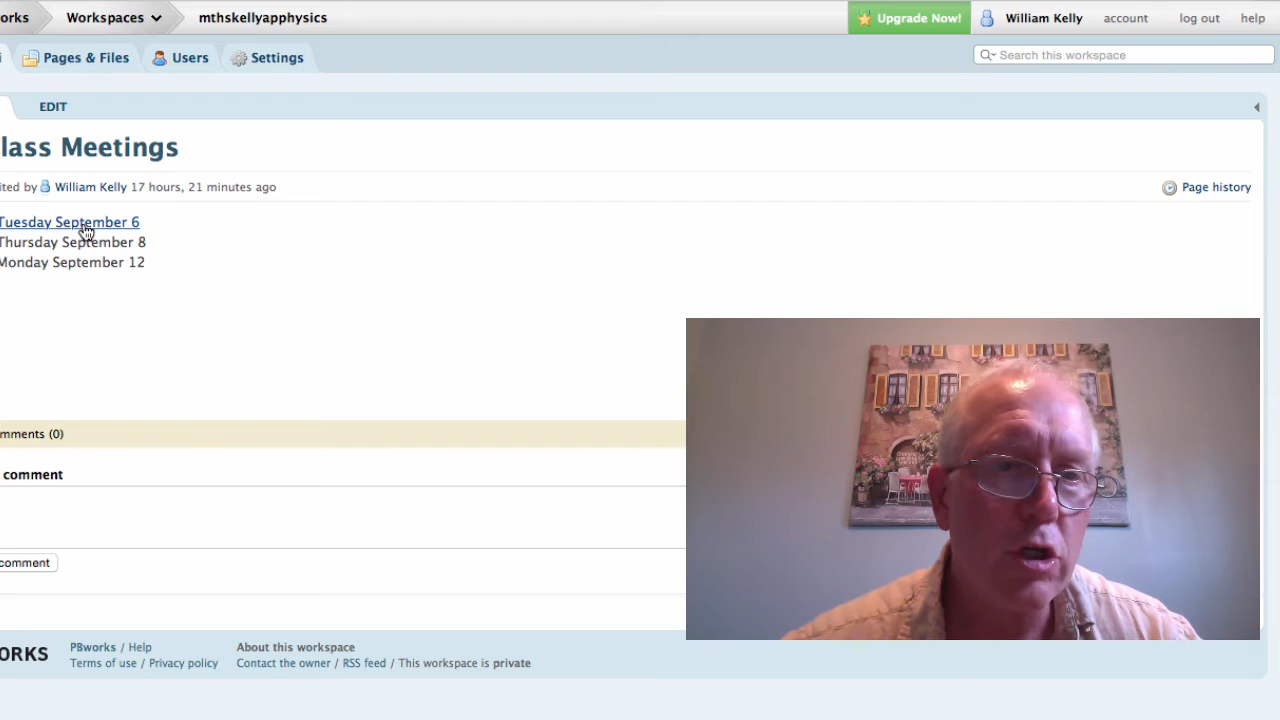 orks Workspaces mthskellyapphysics Upgrade Now! William Kelly account log out help
i Pages & Files Users Settings Search this workspace
EDIT
lass Meetings
ited by William Kelly 17 hours, 21 minutes ago Page history
Tuesday September 6
Thursday September 8
Monday September 12
mments (0)
comment
comment
ORKS PBworks / Help About this workspace
Terms of use / Privacy policy Contact the owner / RSS feed / This workspace is private